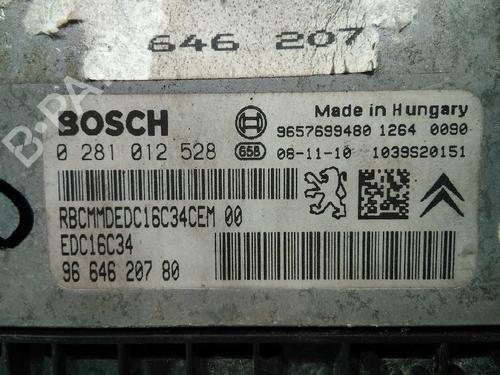 646 207
BOSCH
Made in Hungary
9657699480 1264 0090
0 281 012 528 658 06-11-10 1039S20151
RBCMMDEDC16C34CEM 00
EDC16C34
96 646 207 80
B-PA